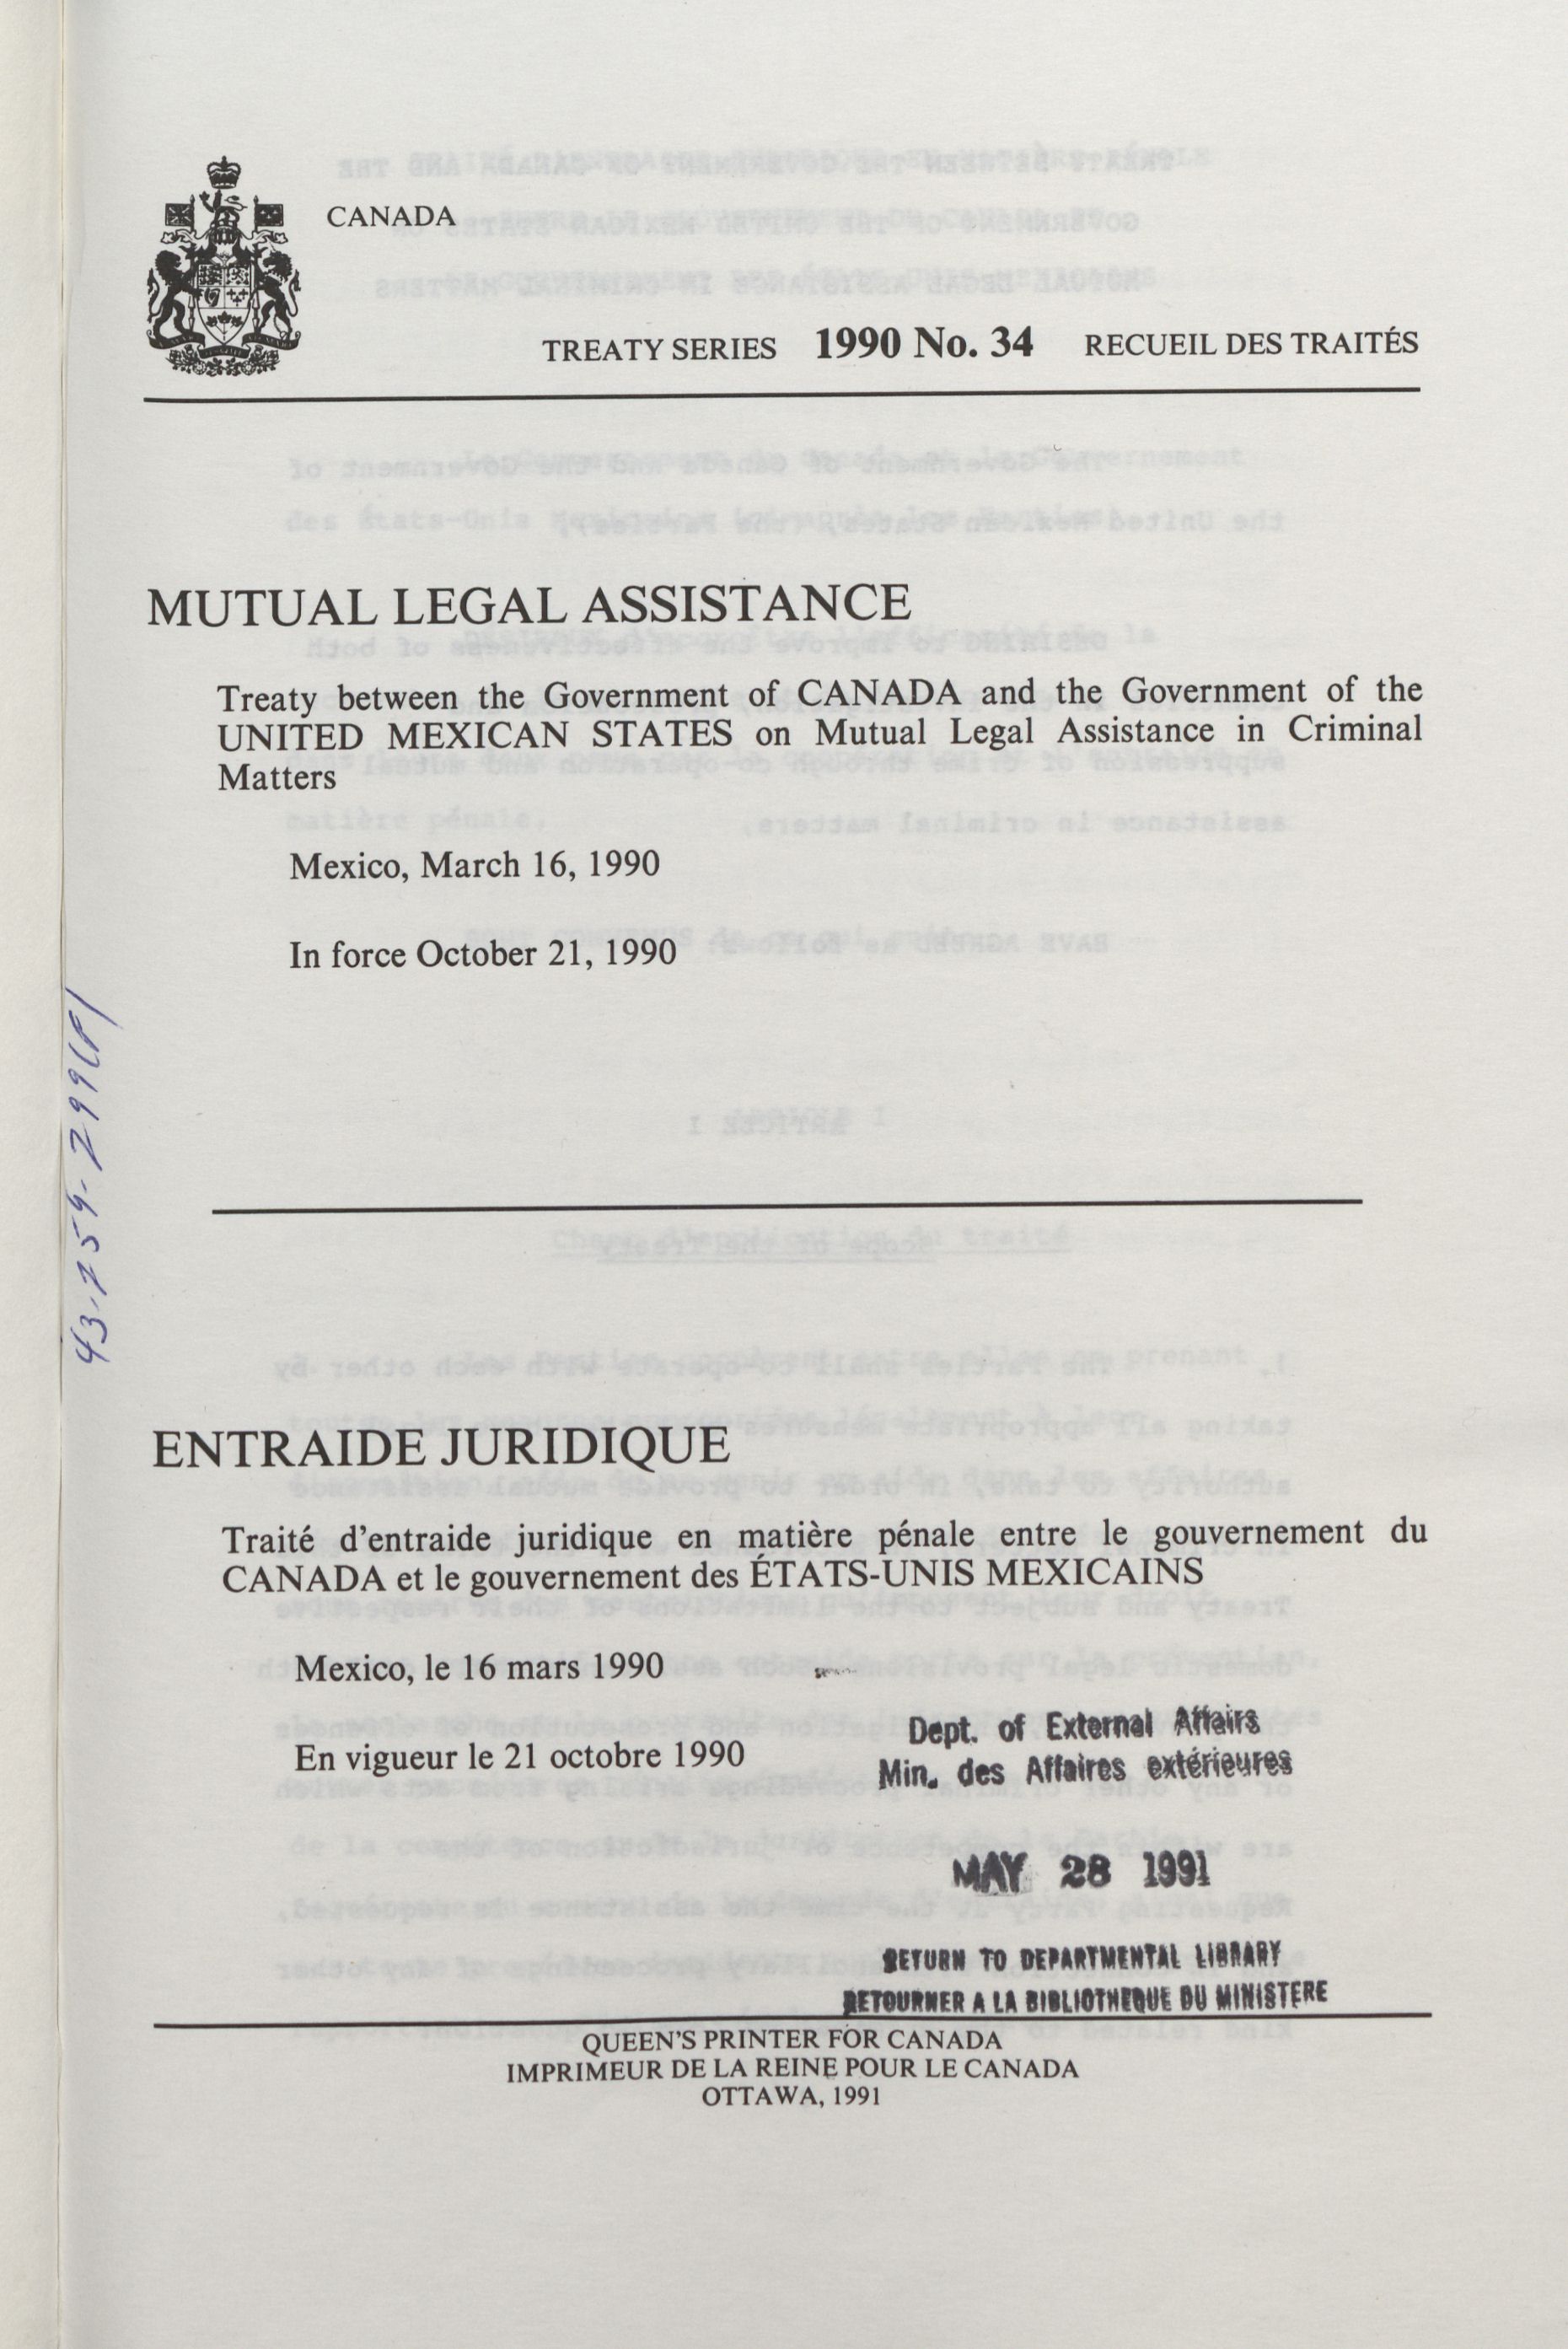 CANADA
TREATY SERIES 1990 No. 34 RECUEIL DES TRAITÉS
MUTUAL LEGAL ASSISTANCE
Treaty between the Government of CANADA and the Government of the
UNITED MEXICAN STATES on Mutual Legal Assistance in Criminal
Matters
Mexico, March 16, 1990
In force October 21, 1990
ENTRAIDE JURIDIQUE
Traité d'entraide juridique en matière pénale entre le gouvernement du
CANADA et le gouvernement des ÉTATS-UNIS MEXICAINS
Mexico, le 16 mars 1990
En vigueur le 21 octobre 1990
Dept. of External Affairs
Min. des Affaires extérieures
MAY 28 1991
RETURN TO DEPARTMENTAL LIBRARY
RETOURNER A LA BIBLIOTHEQUE DU MINISTERE
QUEEN'S PRINTER FOR CANADA
IMPRIMEUR DE LA REINE POUR LE CANADA
OTTAWA, 1991